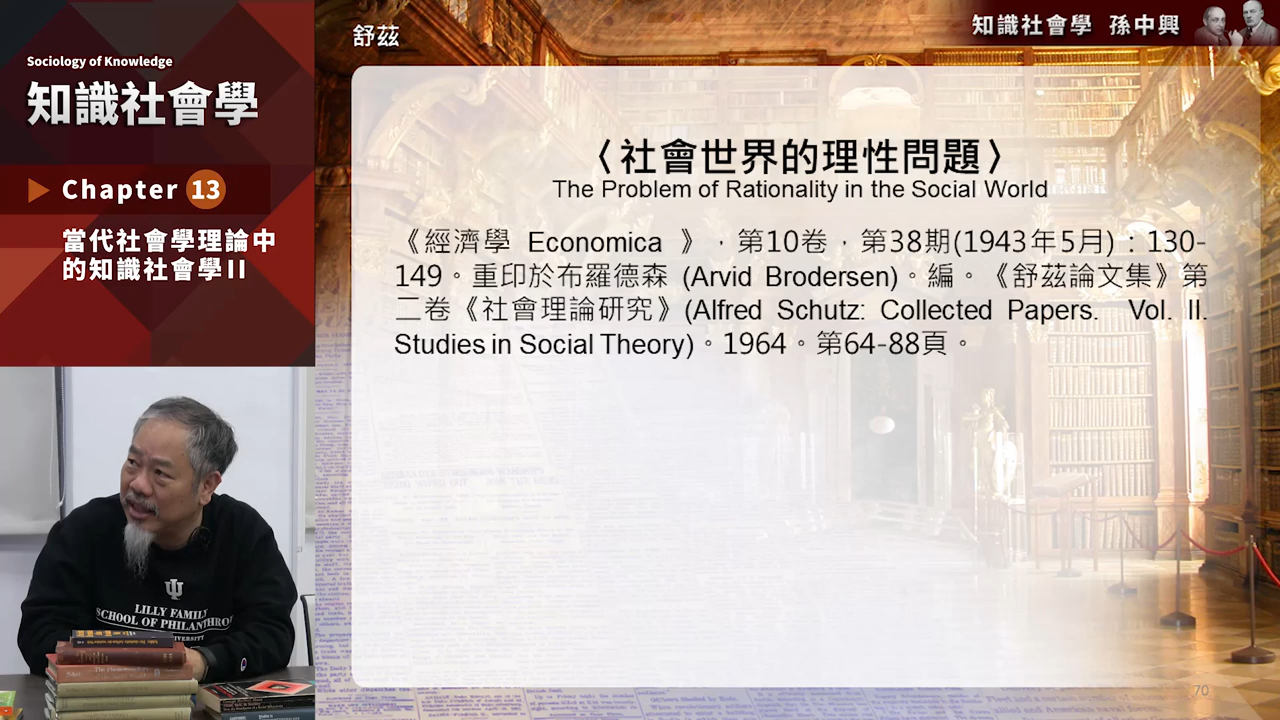 Sociology of Knowledge
知識社會學
Chapter 13
當代社會學理論中
的知識社會學II
舒茲
知識社會學 孫中興
〈社會世界的理性問題〉
The Problem of Rationality in the Social World
《經濟學 Economica 》，第10卷，第38期(1943年5月)：130-
149。重印於布羅德森 (Arvid Brodersen)。編。《舒茲論文集》第
二卷《社會理論研究》(Alfred Schutz: Collected Papers. Vol. II.
Studies in Social Theory)。1964。第64-88頁。
LILLY FAMILY
SCHOOL OF PHILANTHRO
70